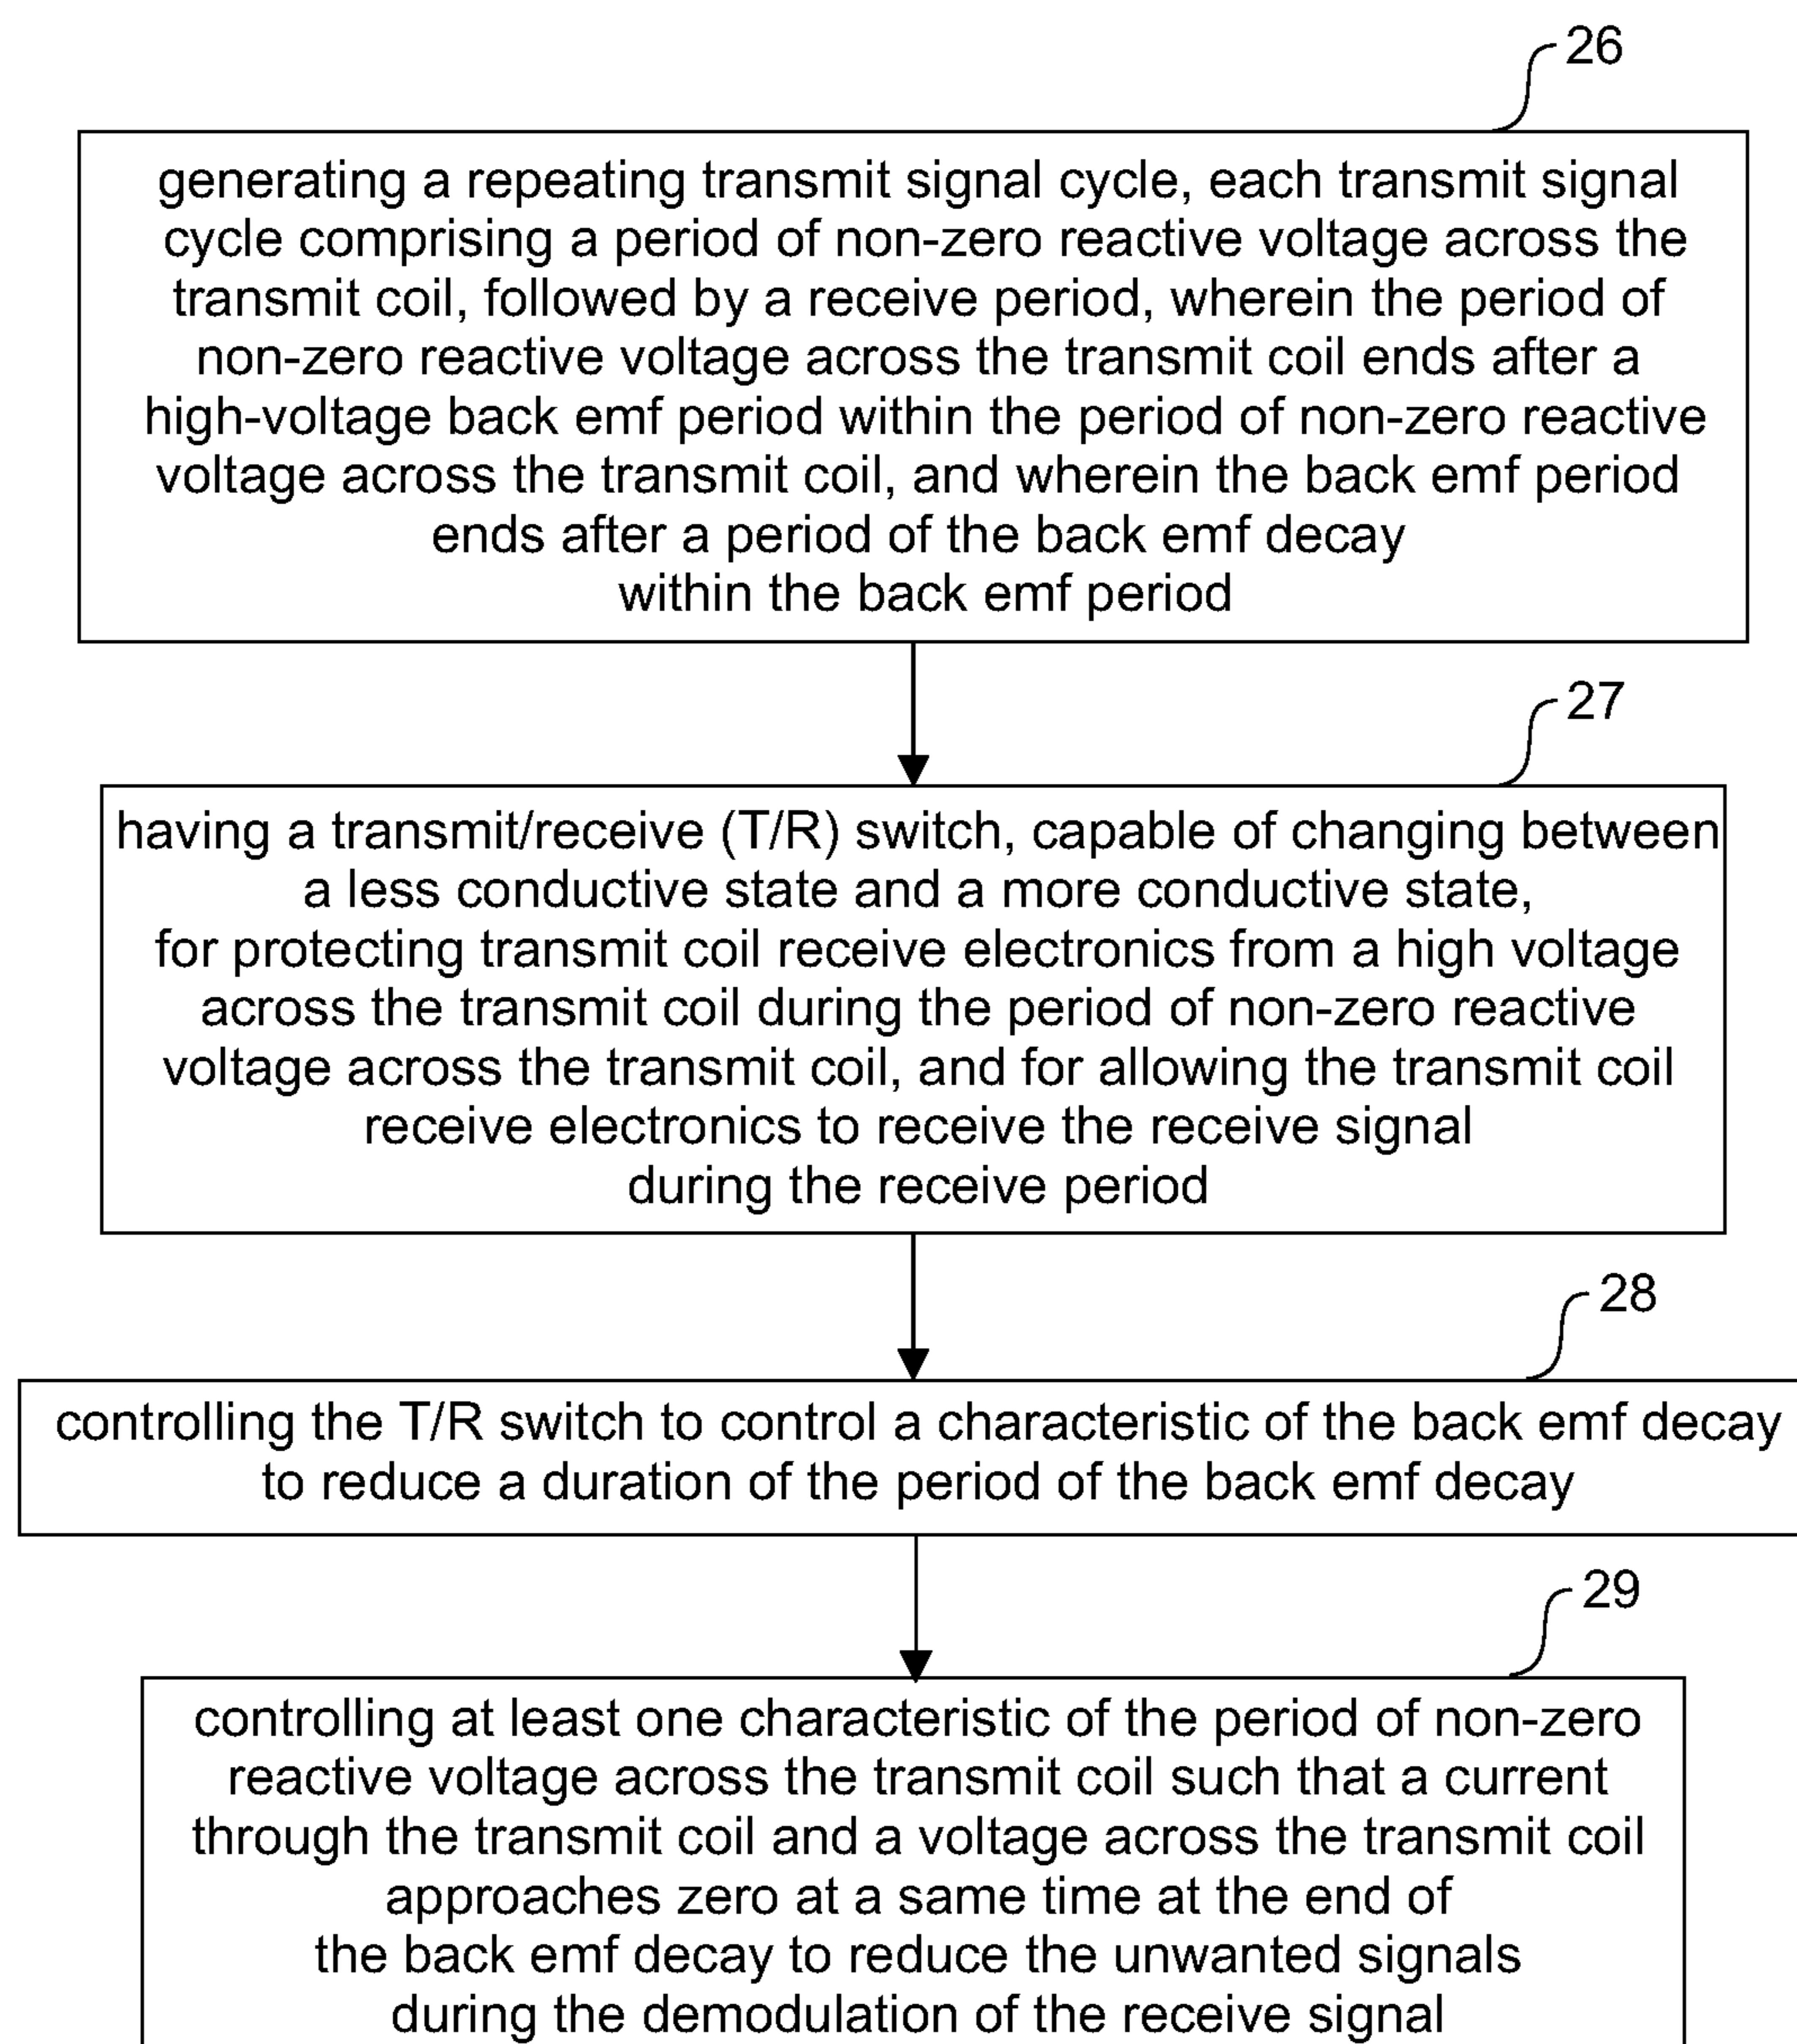 26
generating a repeating transmit signal cycle, each transmit signal
cycle comprising a period of non-zero reactive voltage across the
transmit coil, followed by a receive period, wherein the period of
non-zero reactive voltage across the transmit coil ends after a
high-voltage back emf period within the period of non-zero reactive
voltage across the transmit coil, and wherein the back emf period
ends after a period of the back emf decay
within the back emf period
27
having a transmit/receive (T/R) switch, capable of changing between
a less conductive state and a more conductive state,
for protecting transmit coil receive electronics from a high voltage
across the transmit coil during the period of non-zero reactive
voltage across the transmit coil, and for allowing the transmit coil
receive electronics to receive the receive signal
during the receive period
28
controlling the T/R switch to control a characteristic of the back emf decay
to reduce a duration of the period of the back emf decay
29
controlling at least one characteristic of the period of non-zero
reactive voltage across the transmit coil such that a current
through the transmit coil and a voltage across the transmit coil
approaches zero at a same time at the end of
the back emf decay to reduce the unwanted signals
during the demodulation of the receive signal